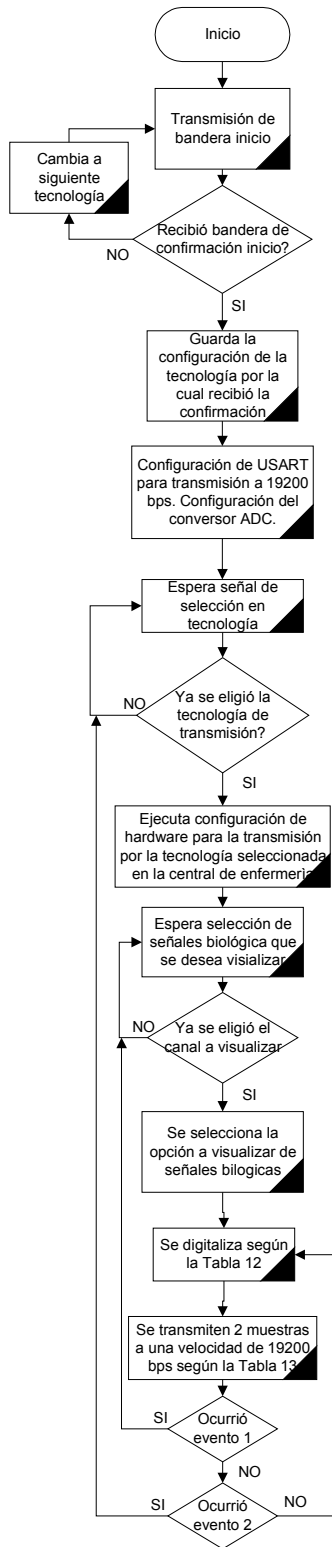 Inicio
Transmisión de
bandera inicio
Cambia a
siguiente
tecnología
Recibió bandera de
confirmación inicio?
NO
SI
Guarda la
configuración de la
tecnología por la
cual recibió la
confirmación
Configuración de USART
para transmisión a 19200
bps. Configuración del
conversor ADC.
Espera señal de
selección en
tecnología
NO
Ya se eligió la
tecnología de
transmisión?
SI
Ejecuta configuración de
hardware para la transmisión
por la tecnología seleccionada
en la central de enfermerìa
Espera selección de
señales biológica que
se desea visializar
NO
Ya se eligió el
canal a visualizar
SI
Se selecciona la
opción a visualizar de
señales bilogicas
Se digitaliza según
la Tabla 12
Se transmiten 2 muestras
a una velocidad de 19200
bps según la Tabla 13
SI
Ocurrió
evento 1
NO
SI
Ocurrió
evento 2
NO